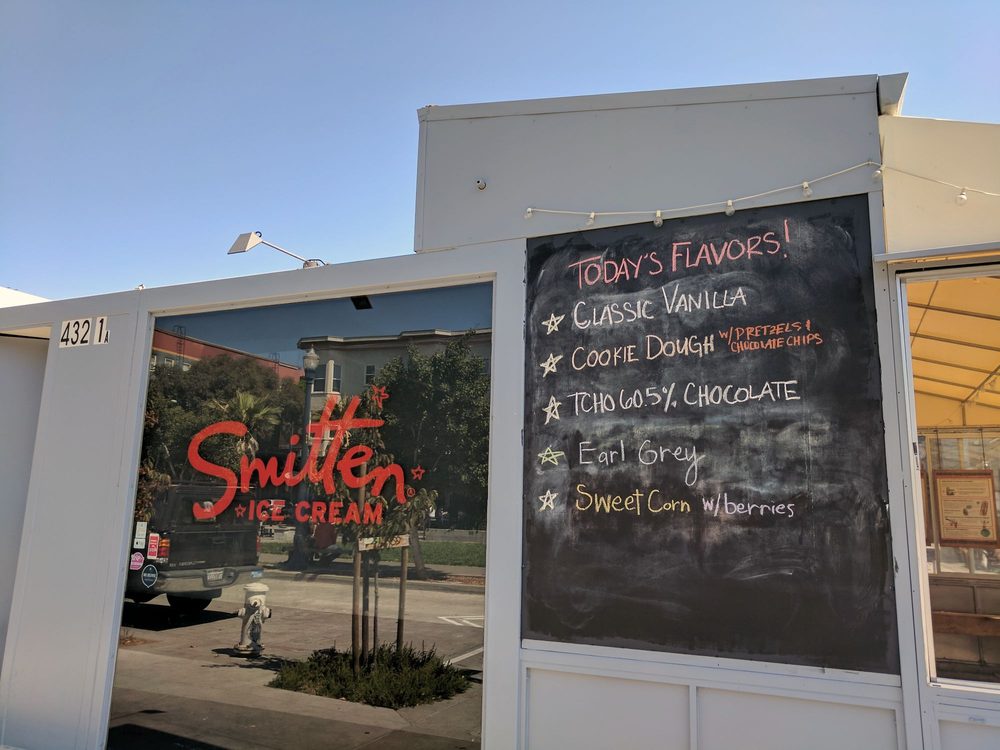 432 1A
Smitten®
ICE CREAM
TODAY'S FLAVORS!
CLASSIC VANILLA
COOKIE DOUGH W/ PRETZELS &
CHOCOLATE CHIPS
TCHO 60.5% CHOCOLATE
Earl Grey
Sweet Corn w/berries